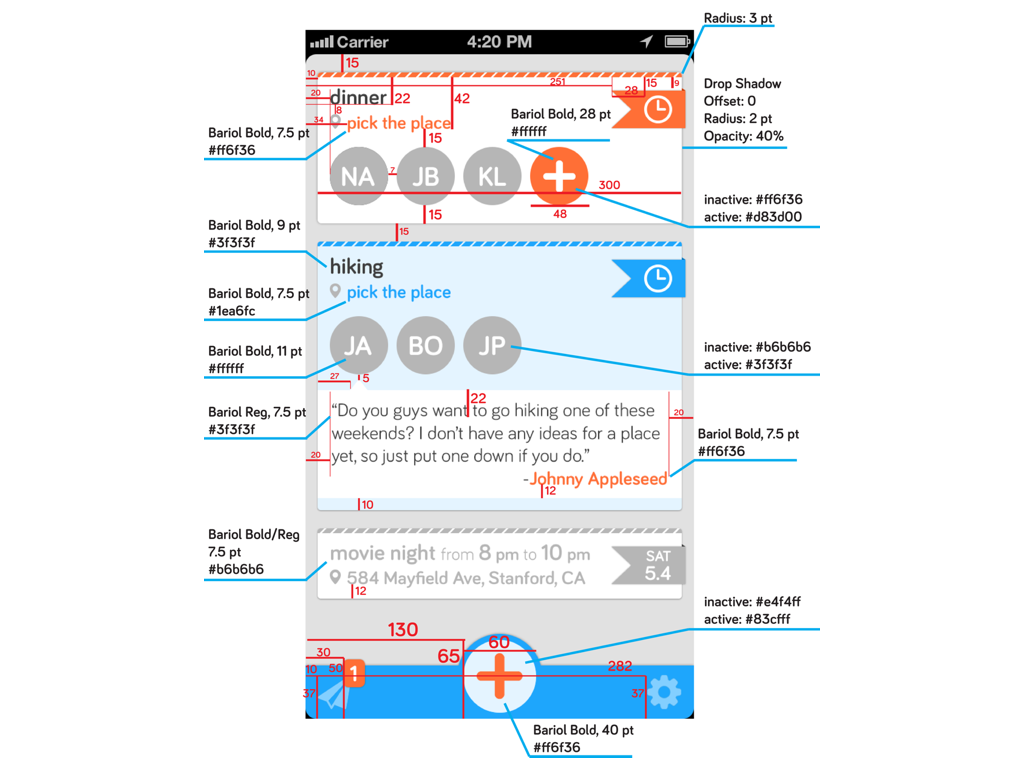 Radius: 3 pt
Carrier
4:20 PM
15
10
251
15
9
28
Drop Shadow
Offset: 0
Radius: 2 pt
Opacity: 40%
20
dinner
22
42
8
34
pick the place
Bariol Bold, 28 pt
#ffffff
Bariol Bold, 7.5 pt
#ff6f36
15
7
NA
JB
KL
300
48
15
inactive: #ff6f36
active: #d83d00
Bariol Bold, 9 pt
#3f3f3f
15
hiking
pick the place
Bariol Bold, 7.5 pt
#1ea6fc
JA
BO
JP
Bariol Bold, 11 pt
#ffffff
inactive: #b6b6b6
active: #3f3f3f
27
5
22
Bariol Reg, 7.5 pt
#3f3f3f
“Do you guys want to go hiking one of these
weekends? I don’t have any ideas for a place
yet, so just put one down if you do.”
-Johnny Appleseed
20
20
12
10
Bariol Bold, 7.5 pt
#ff6f36
Bariol Bold/Reg
7.5 pt
#b6b6b6
movie night from 8 pm to 10 pm
584 Mayfield Ave, Stanford, CA
SAT
5.4
12
inactive: #e4f4ff
active: #83cfff
130
60
30
65
10
50
1
282
37
37
Bariol Bold, 40 pt
#ff6f36